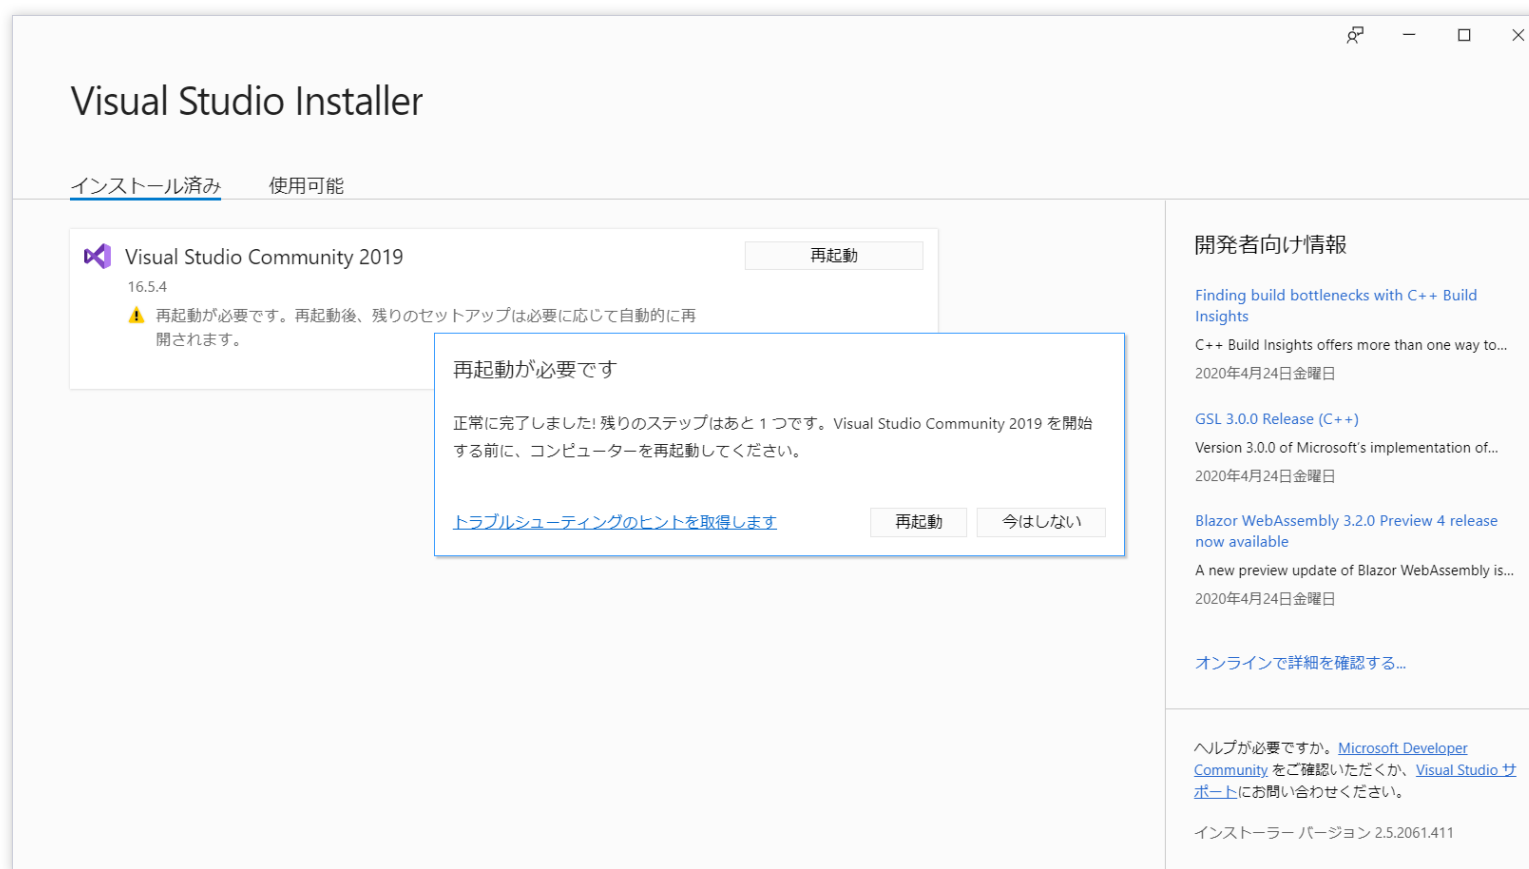 Visual Studio Installer
インストール済み
使用可能
Visual Studio Community 2019
再起動
16.5.4
再起動が必要です。再起動後、残りのセットアップは必要に応じて自動的に再
開されます。
再起動が必要です
正常に完了しました! 残りのステップはあと 1 つです。Visual Studio Community 2019 を開始
する前に、コンピューターを再起動してください。
トラブルシューティングのヒントを取得します
再起動
今はしない
開発者向け情報
Finding build bottlenecks with C++ Build
Insights
C++ Build Insights offers more than one way to...
2020年4月24日金曜日
GSL 3.0.0 Release (C++)
Version 3.0.0 of Microsoft’s implementation of...
2020年4月24日金曜日
Blazor WebAssembly 3.2.0 Preview 4 release
now available
A new preview update of Blazor WebAssembly is...
2020年4月24日金曜日
オンラインで詳細を確認する...
ヘルプが必要ですか。Microsoft Developer
Community をご確認いただくか、Visual Studio サ
ポートにお問い合わせください。
インストーラー バージョン 2.5.2061.411